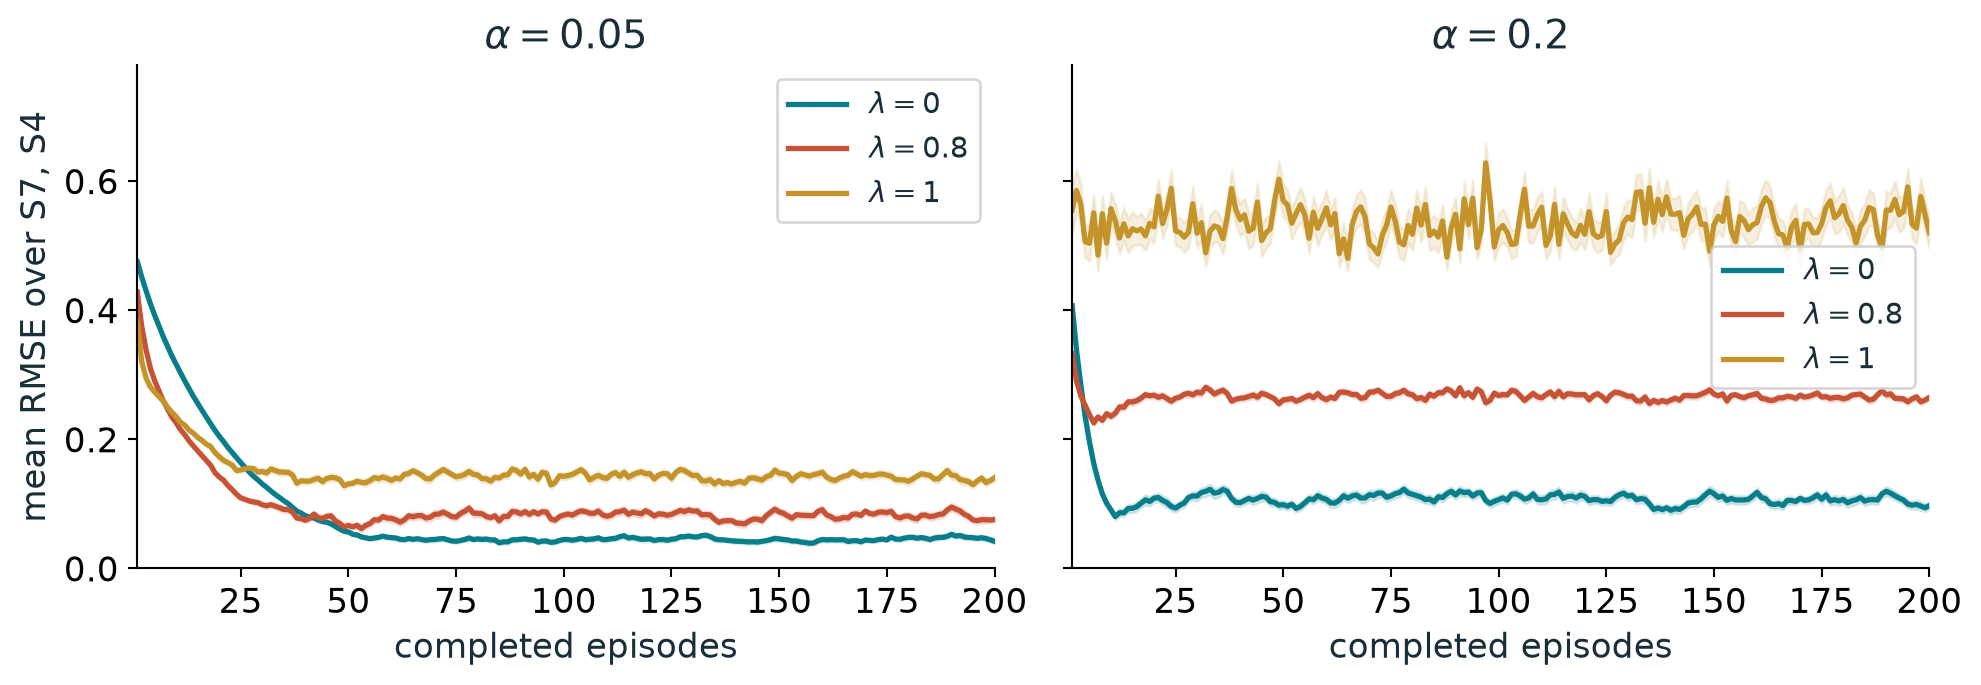 α = 0.05
mean RMSE over S7, S4
0.6
0.4
0.2
0.0
λ = 0
λ = 0.8
λ = 1
25 50 75 100 125 150 175 200
completed episodes
α = 0.2
λ = 0
λ = 0.8
λ = 1
25 50 75 100 125 150 175 200
completed episodes